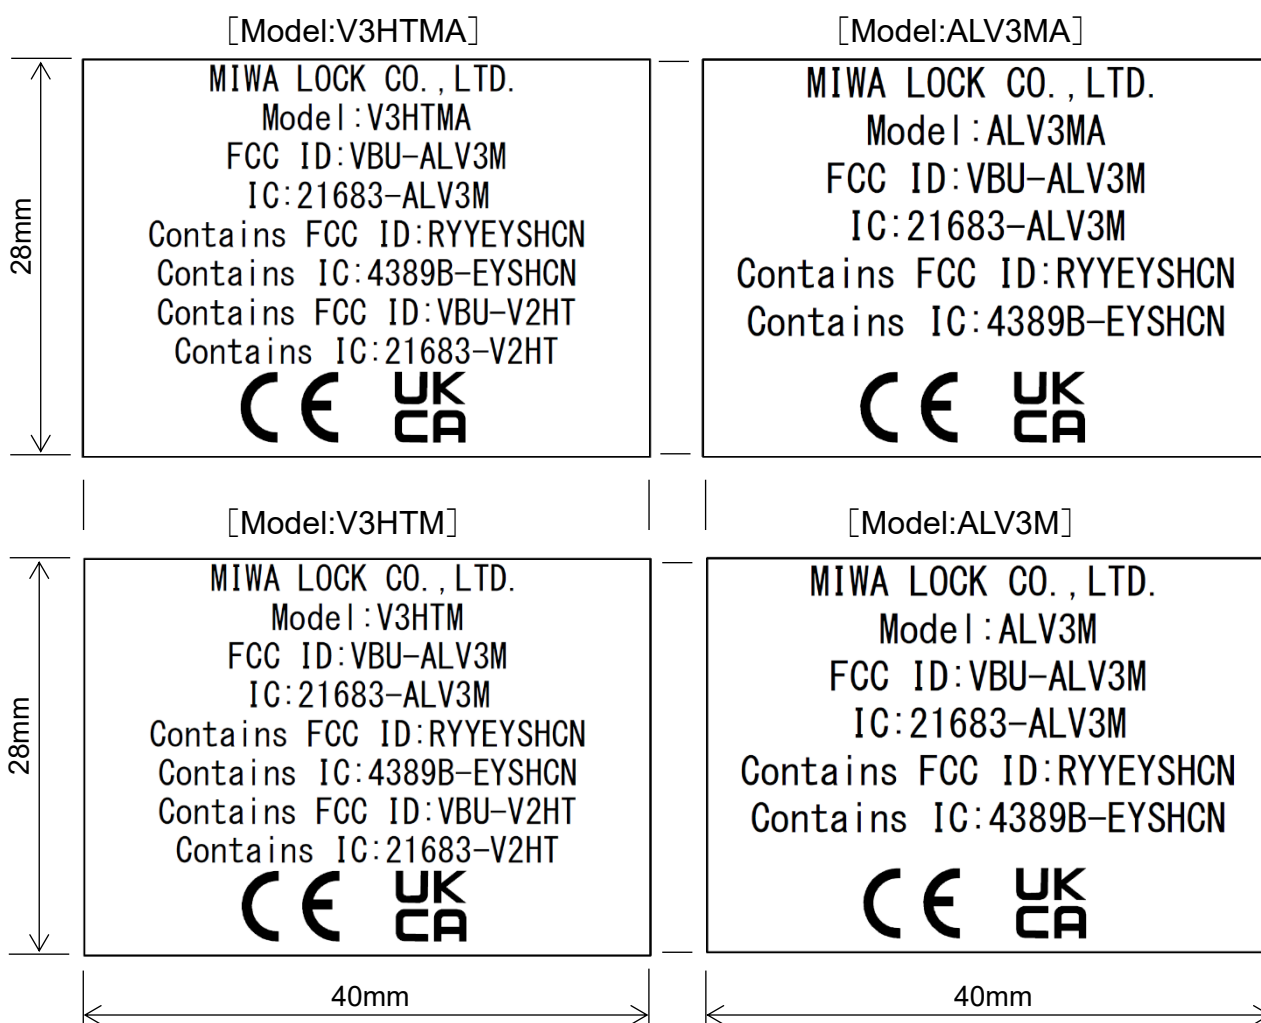 [Model:V3HTMA]
MIWA LOCK CO.,LTD.
Model:V3HTMA
FCC ID:VBU-ALV3M
IC:21683-ALV3M
Contains FCC ID:RYYEYSHCN
Contains IC:4389B-EYSHCN
Contains FCC ID:VBU-V2HT
Contains IC:21683-V2HT
CE UK
CA
28mm
[Model:ALV3MA]
MIWA LOCK CO.,LTD.
Model:ALV3MA
FCC ID:VBU-ALV3M
IC:21683-ALV3M
Contains FCC ID:RYYEYSHCN
Contains IC:4389B-EYSHCN
CE UK
CA
[Model:V3HTM]
MIWA LOCK CO.,LTD.
Model:V3HTM
FCC ID:VBU-ALV3M
IC:21683-ALV3M
Contains FCC ID:RYYEYSHCN
Contains IC:4389B-EYSHCN
Contains FCC ID:VBU-V2HT
Contains IC:21683-V2HT
CE UK
CA
28mm
40mm
[Model:ALV3M]
MIWA LOCK CO.,LTD.
Model:ALV3M
FCC ID:VBU-ALV3M
IC:21683-ALV3M
Contains FCC ID:RYYEYSHCN
Contains IC:4389B-EYSHCN
CE UK
CA
40mm